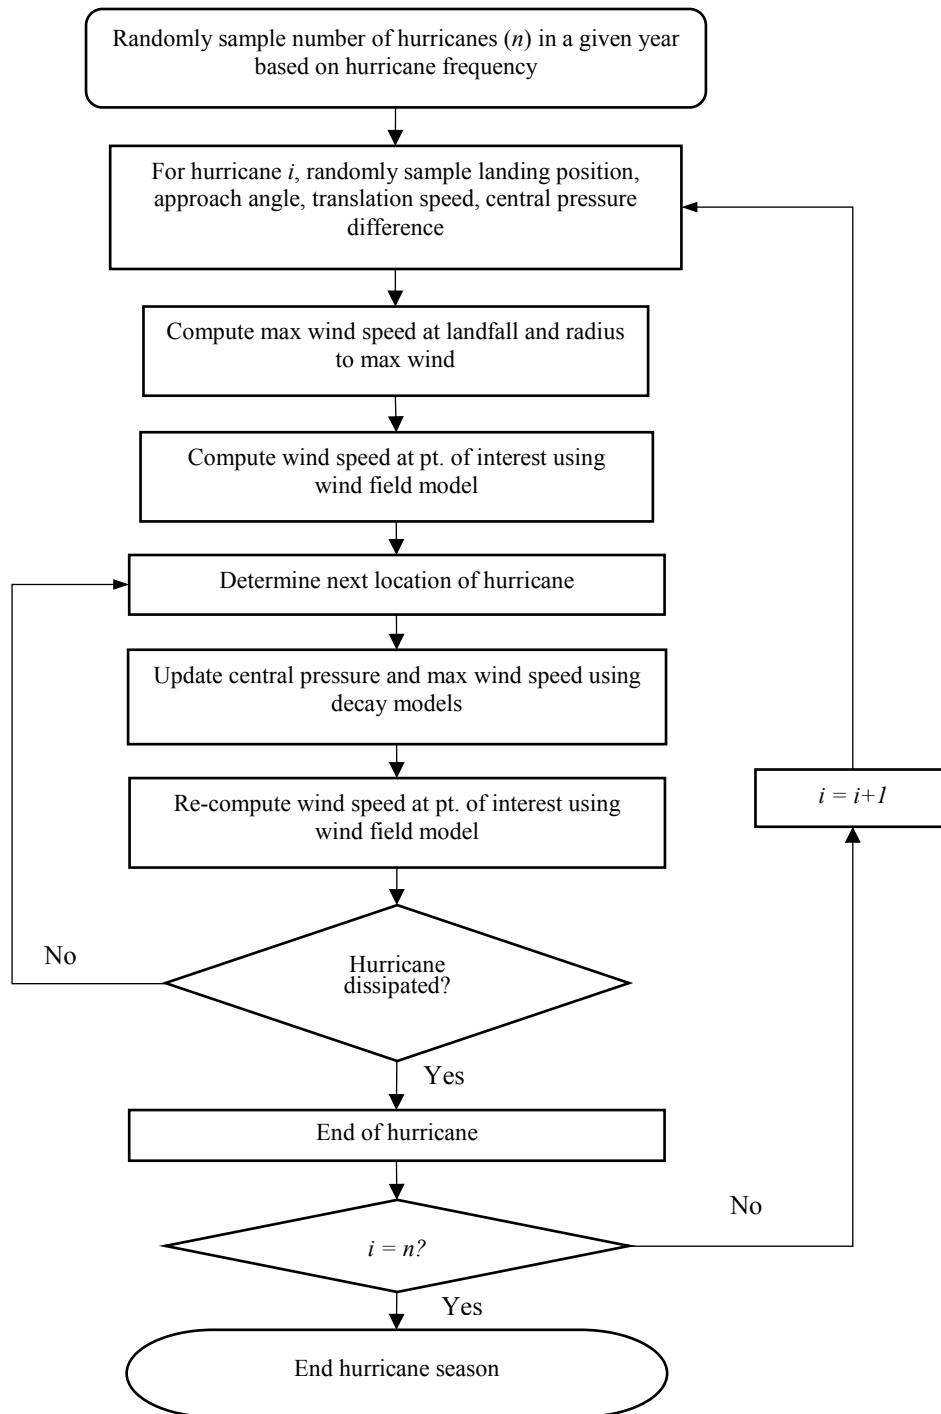 Randomly sample number of hurricanes (n) in a given year
based on hurricane frequency
For hurricane i, randomly sample landing position,
approach angle, translation speed, central pressure
difference
Compute max wind speed at landfall and radius
to max wind
Compute wind speed at pt. of interest using
wind field model
Determine next location of hurricane
Update central pressure and max wind speed using
decay models
Re-compute wind speed at pt. of interest using
wind field model
i = i+1
No
Hurricane
dissipated?
Yes
End of hurricane
No
i = n?
Yes
End hurricane season